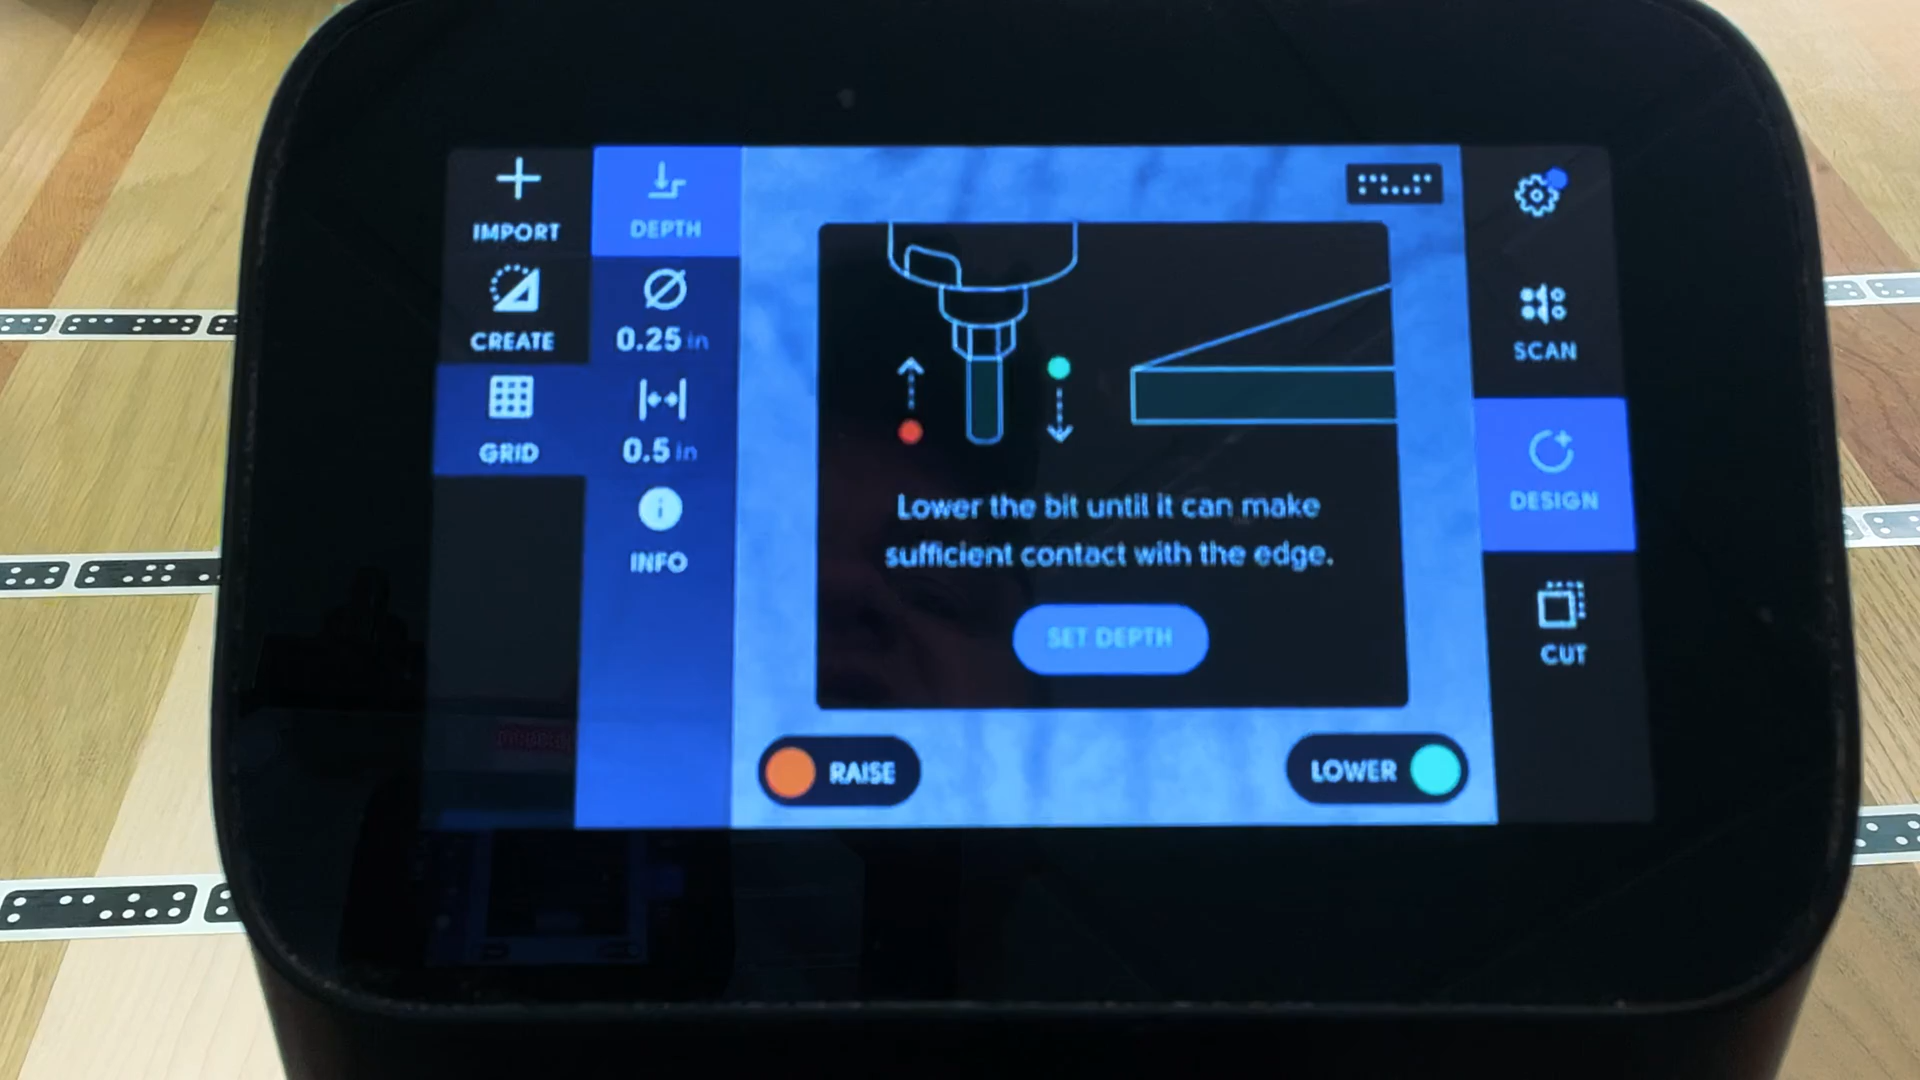 IMPORT
CREATE
GRID
DEPTH
0.25 in
0.5 in
INFO
Lower the bit until it can make
sufficient contact with the edge.
SET DEPTH
RAISE
LOWER
SCAN
DESIGN
CUT